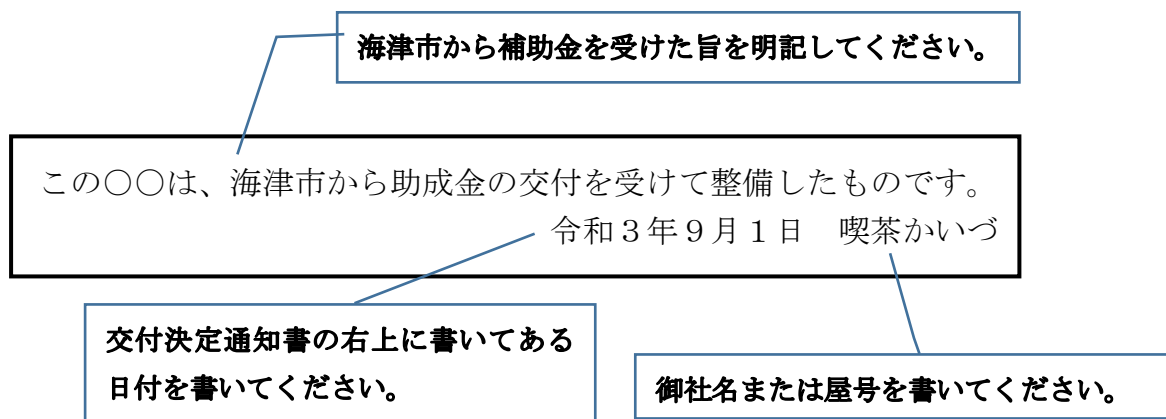 海津市から補助金を受けた旨を明記してください。
この○○は、海津市から助成金の交付を受けて整備したものです。
令和３年９月１日　喫茶かいづ
交付決定通知書の右上に書いてある
日付を書いてください。
御社名または屋号を書いてください。